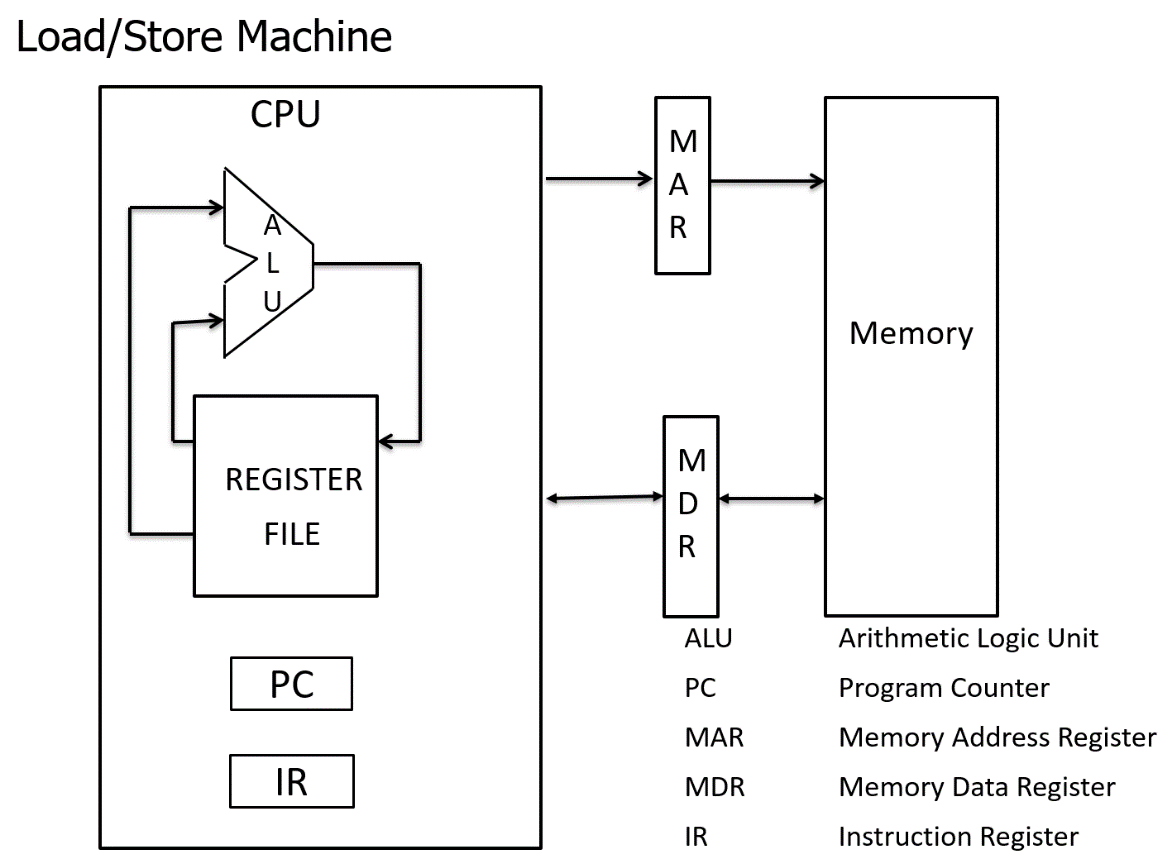 Load/Store Machine
CPU
A
L
U
REGISTER
FILE
PC
IR
M
A
R
M
D
R
Memory
ALU Arithmetic Logic Unit
PC Program Counter
MAR Memory Address Register
MDR Memory Data Register
IR Instruction Register